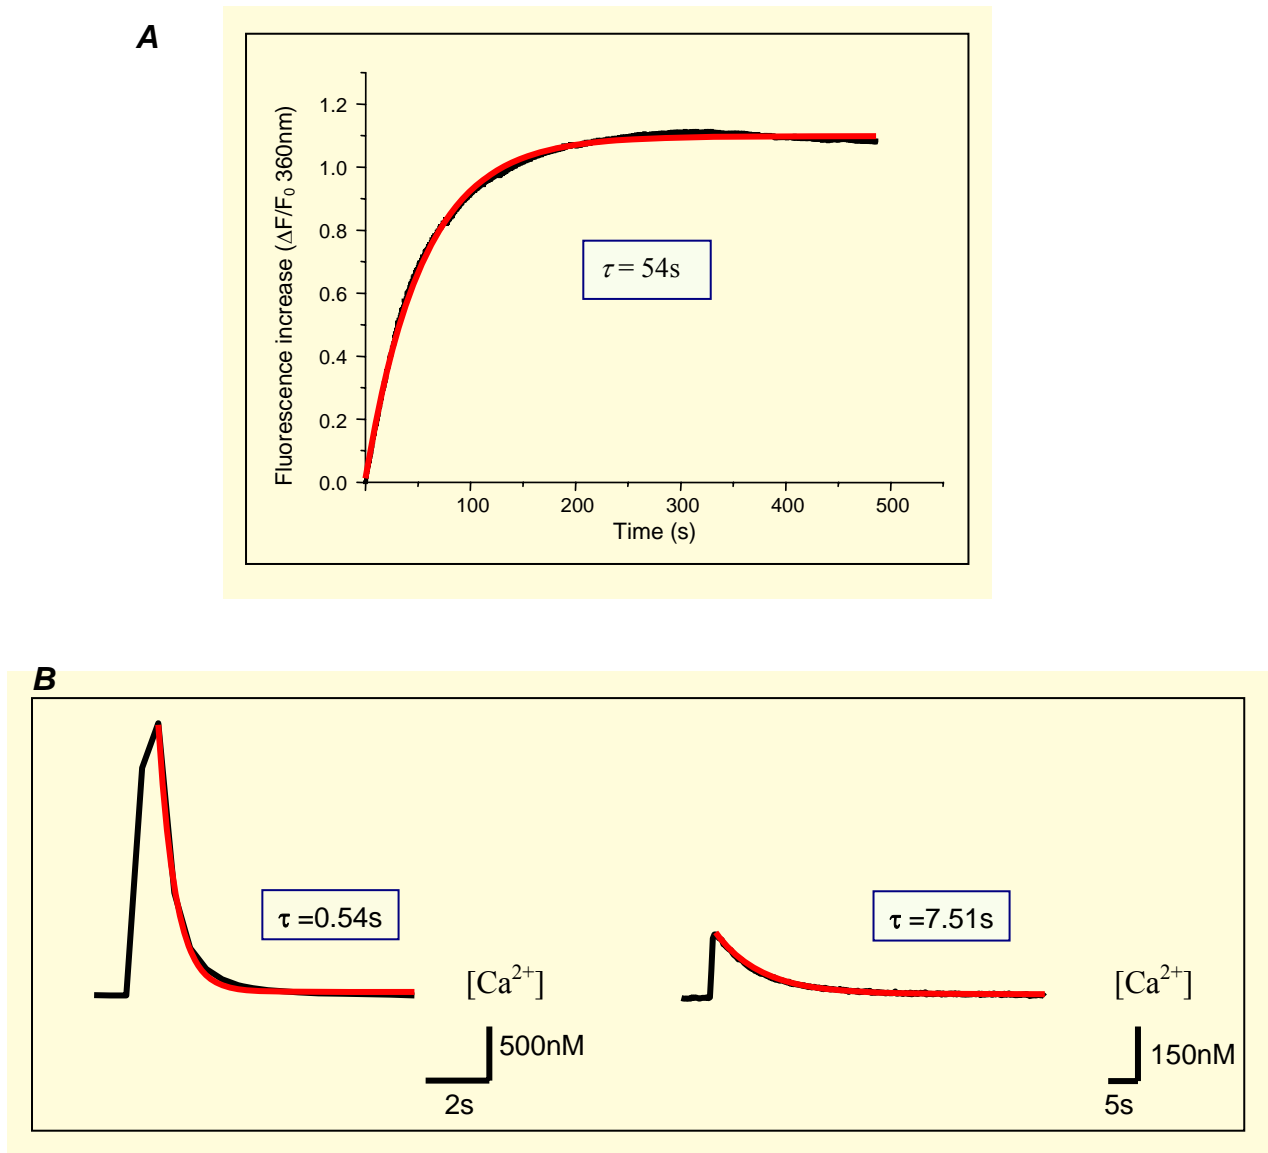 A
Fluorescence increase (ΔF/F₀ 360nm)
1.2
1.0
0.8
0.6
0.4
0.2
0.0
τ = 54s
100 200 300 400 500
Time (s)
B
τ =0.54s
[Ca²⁺]
500nM
2s
τ =7.51s
[Ca²⁺]
150nM
5s